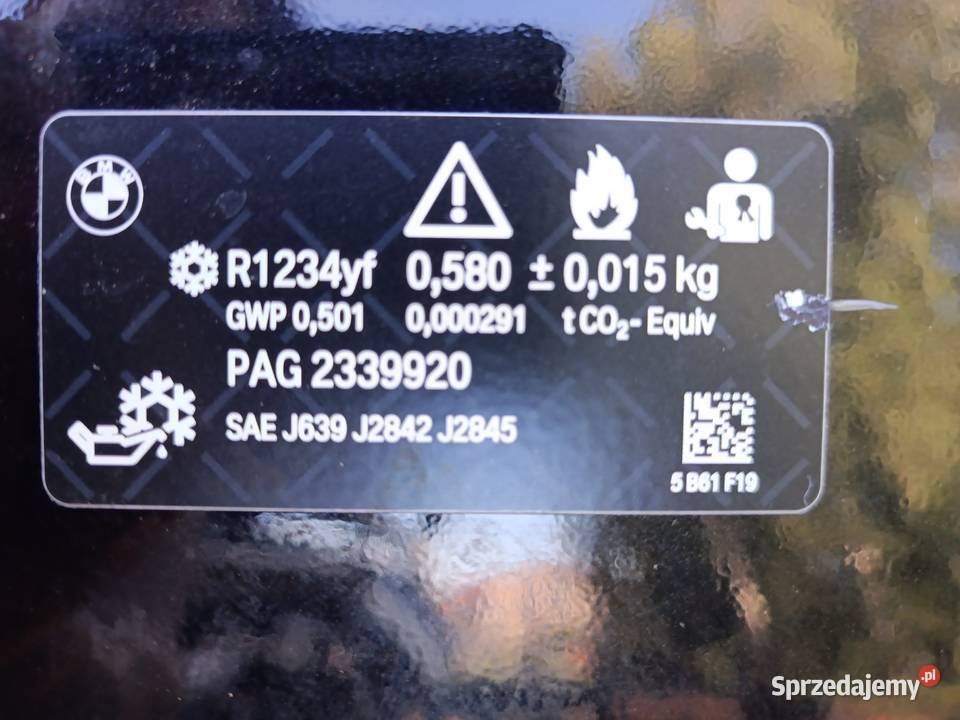 BMW
R1234yf 0,580 ± 0,015 kg
GWP 0,501 0,000291 t CO₂- Equiv
PAG 2339920
SAE J639 J2842 J2845
5 B61 F19
Sprzedajemy.pl